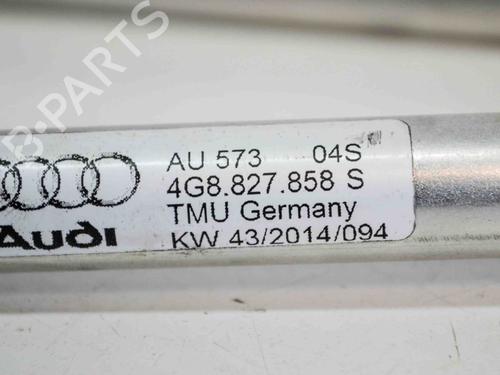 B-PARTS
AU 573 04S
4G8.827.858 S
TMU Germany
KW 43/2014/094
Audi